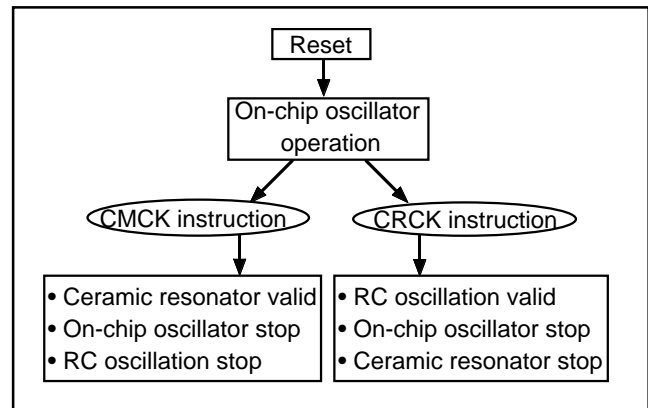 Reset
On-chip oscillator
operation
CMCK instruction
CRCK instruction
• Ceramic resonator valid
• On-chip oscillator stop
• RC oscillation stop
• RC oscillation valid
• On-chip oscillator stop
• Ceramic resonator stop